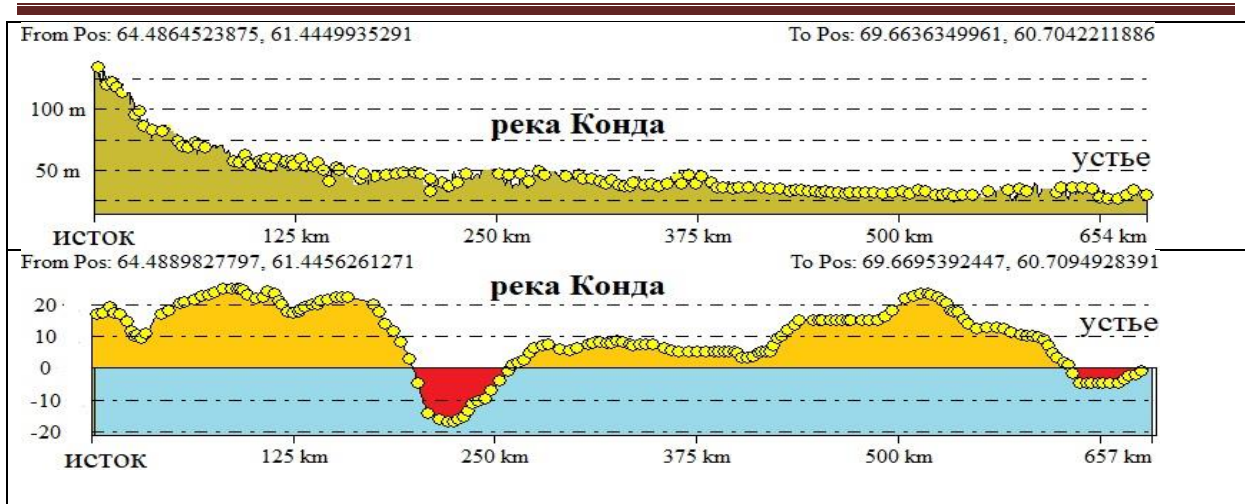 From Pos: 64.4864523875, 61.4449935291 To Pos: 69.6636349961, 60.7042211886
100 m
река Конда
устье
50 m
исток 125 km 250 km 375 km 500 km 654 km
From Pos: 64.4889827797, 61.4456261271 To Pos: 69.6695392447, 60.7094928391
река Конда
20
устье
10
0
-10
-20
исток 125 km 250 km 375 km 500 km 657 km